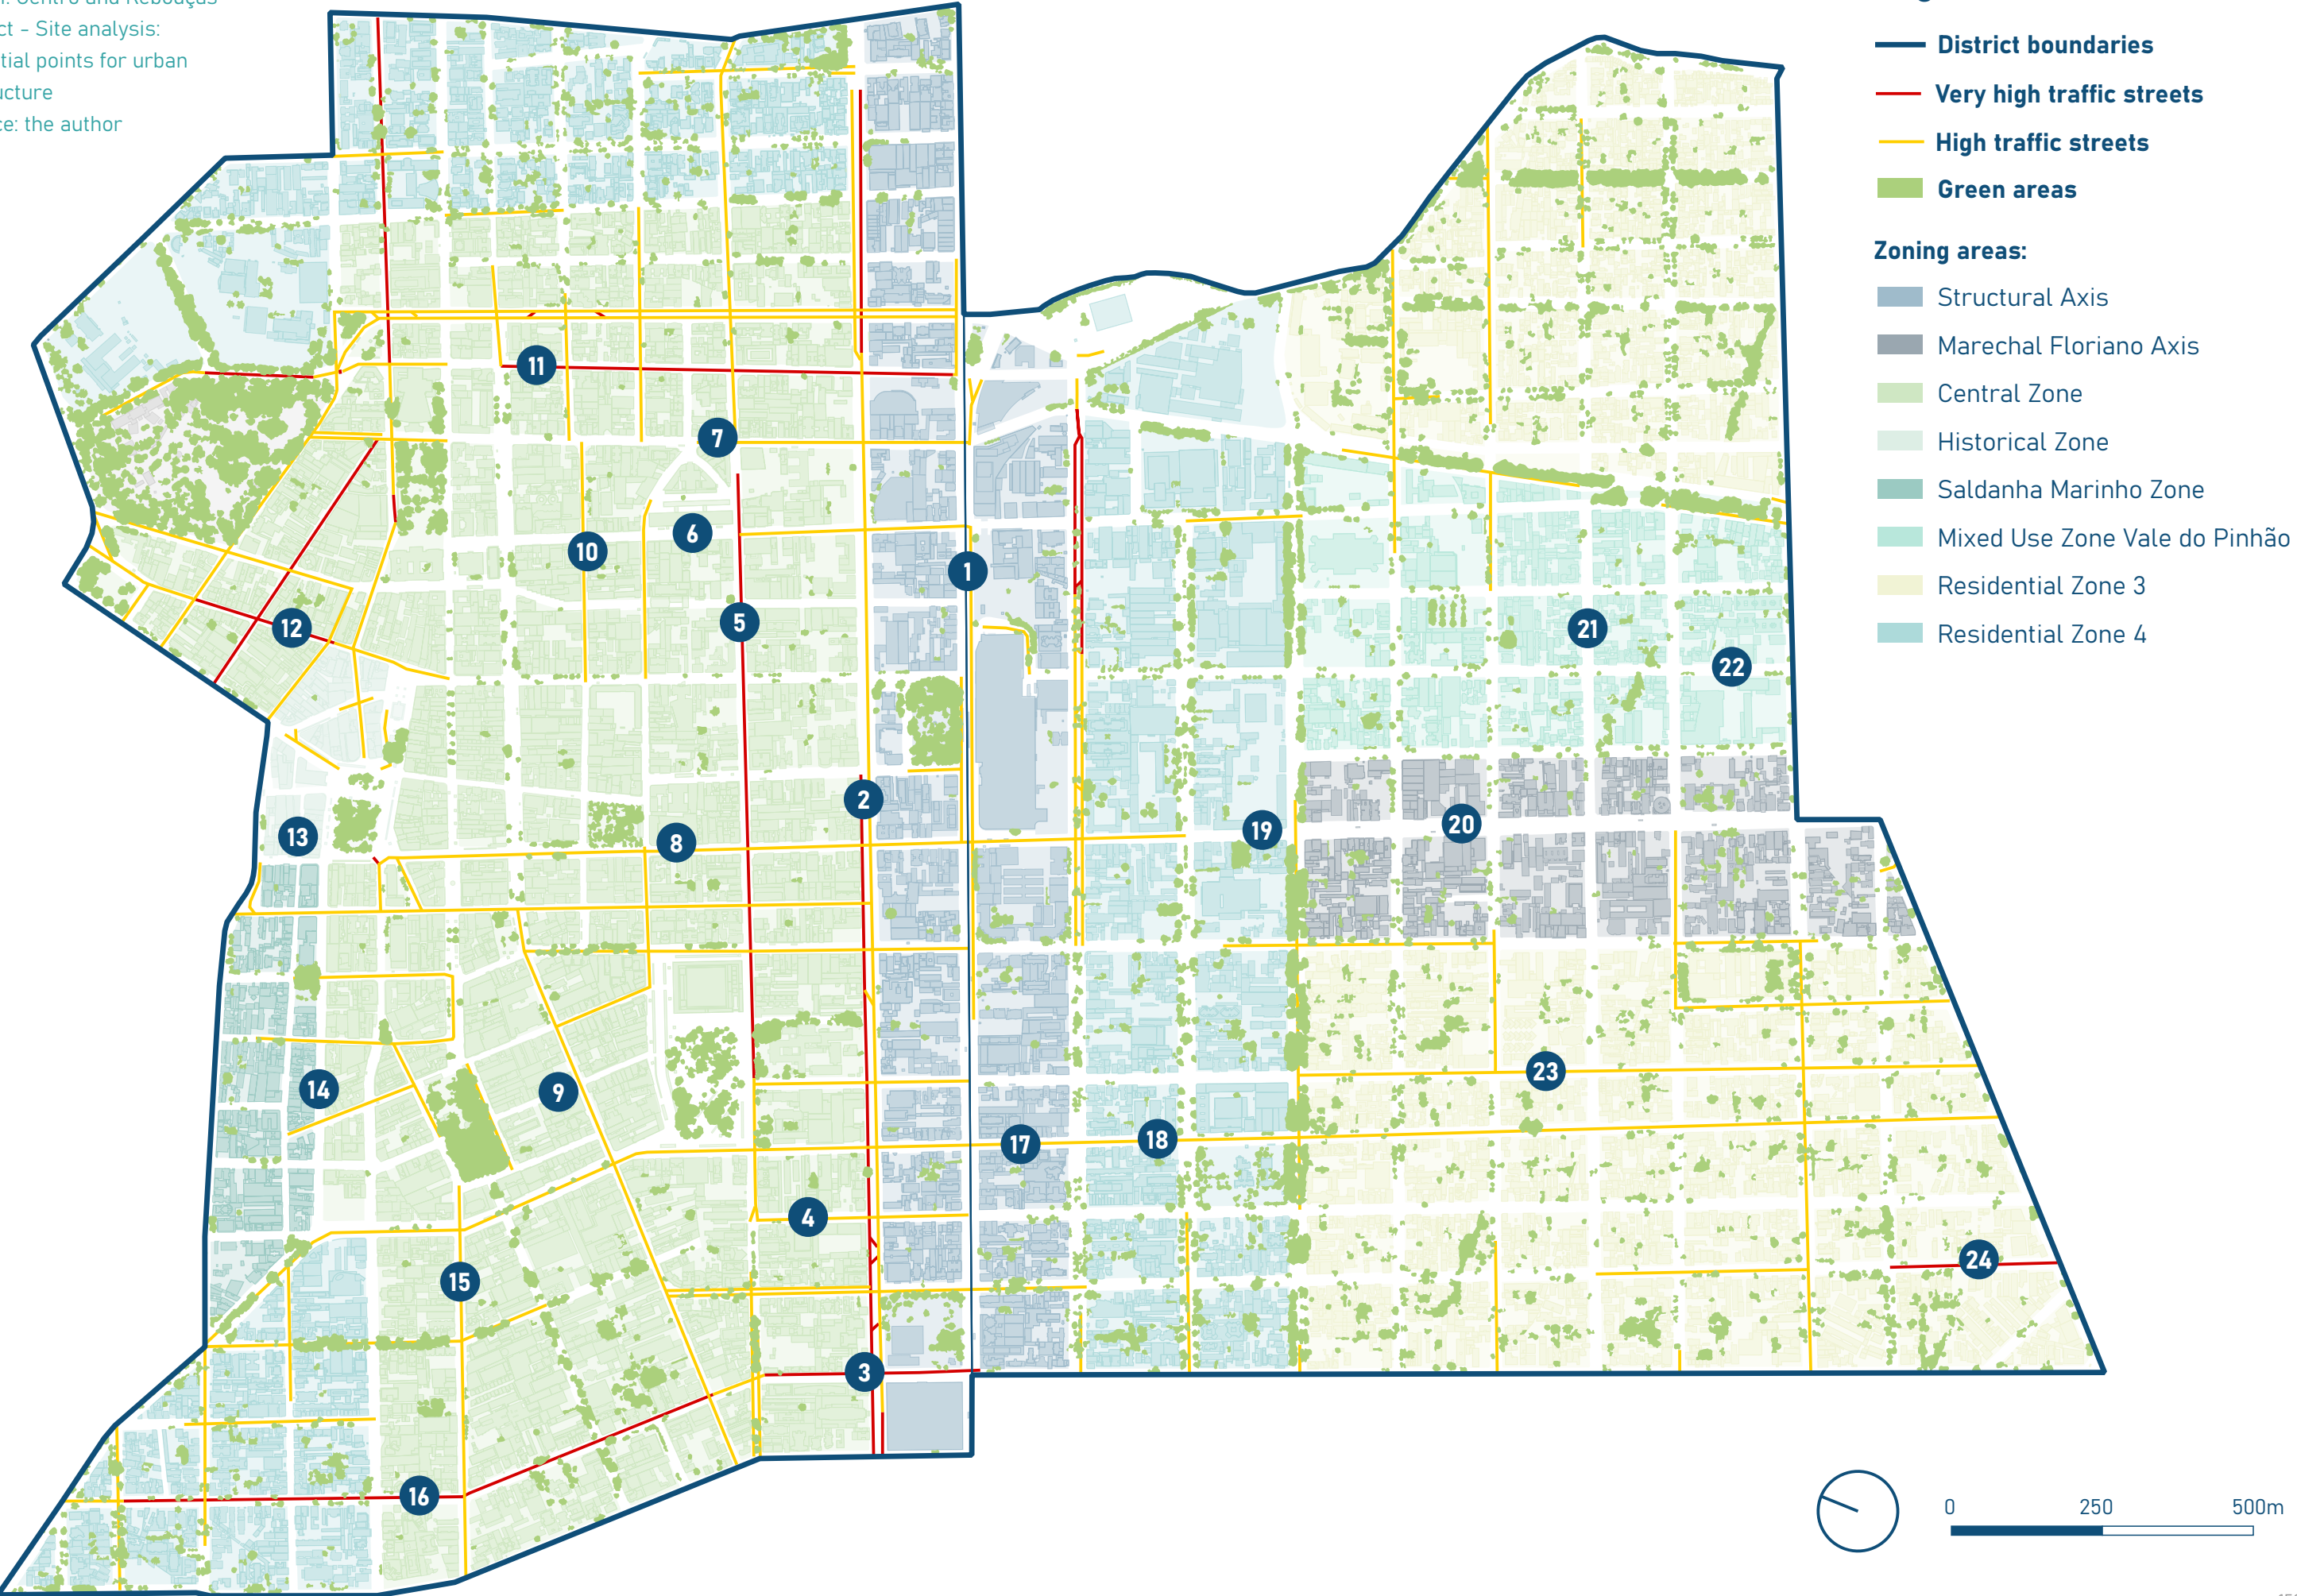 Centro and Rebouças
- Site analysis:
points for urban
the author
District boundaries
Very high traffic streets
High traffic streets
Green areas
Zoning areas:
Structural Axis
Marechal Floriano Axis
Central Zone
Historical Zone
Saldanha Marinho Zone
Mixed Use Zone Vale do Pinhão
Residential Zone 3
Residential Zone 4
11
7
6
10
1
5
12
21
22
2
13
8
19
20
14
9
23
17
18
4
15
24
3
16
0 250 500m